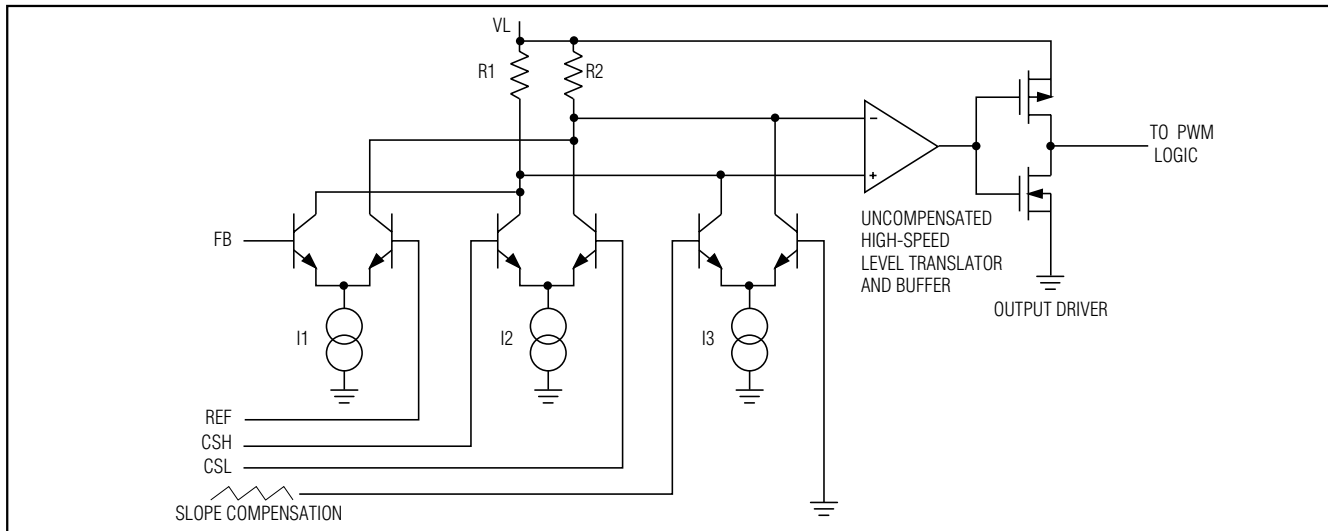 VL
R1
R2
−
+
TO PWM
LOGIC
FB
UNCOMPENSATED
HIGH-SPEED
LEVEL TRANSLATOR
AND BUFFER
OUTPUT DRIVER
I1
I2
I3
REF
CSH
CSL
SLOPE COMPENSATION